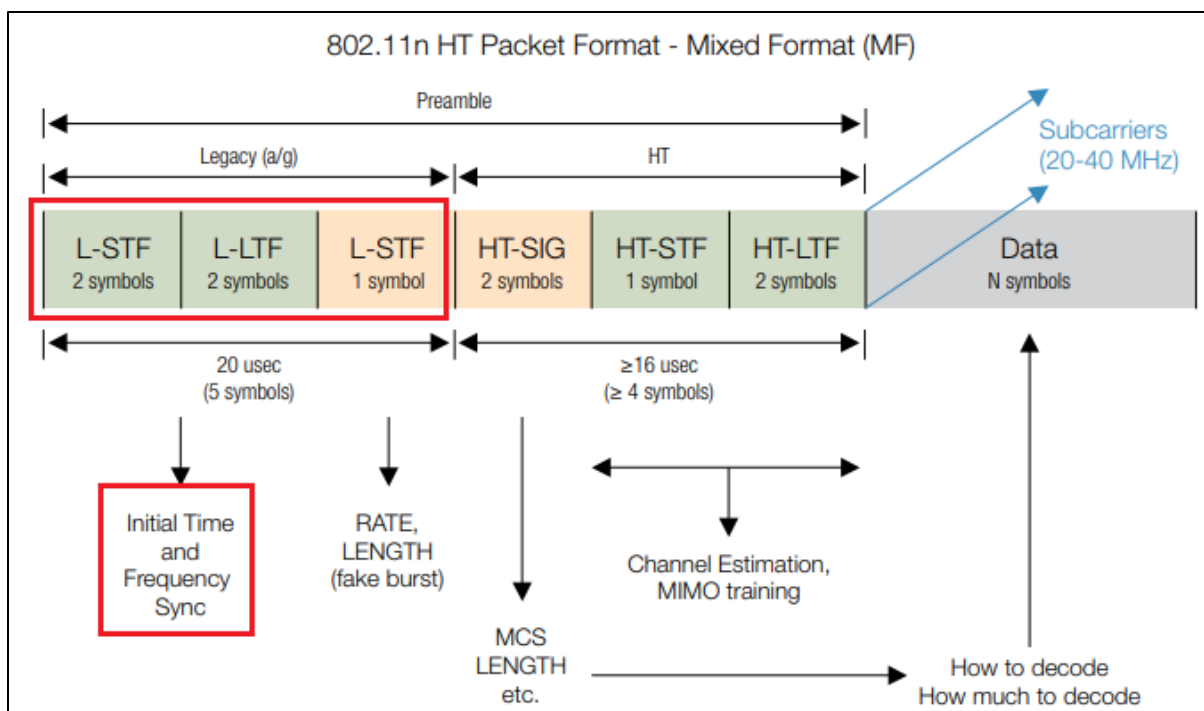 802.11n HT Packet Format - Mixed Format (MF)
Preamble
Subcarriers
(20-40 MHz)
Legacy (a/g)
HT
L-STF
2 symbols
L-LTF
2 symbols
L-STF
1 symbol
HT-SIG
2 symbols
HT-STF
1 symbol
HT-LTF
2 symbols
Data
N symbols
20 usec
(5 symbols)
≥16 usec
(≥ 4 symbols)
Initial Time
and
Frequency
Sync
RATE,
LENGTH
(fake burst)
Channel Estimation,
MIMO training
MCS
LENGTH
etc.
How to decode
How much to decode